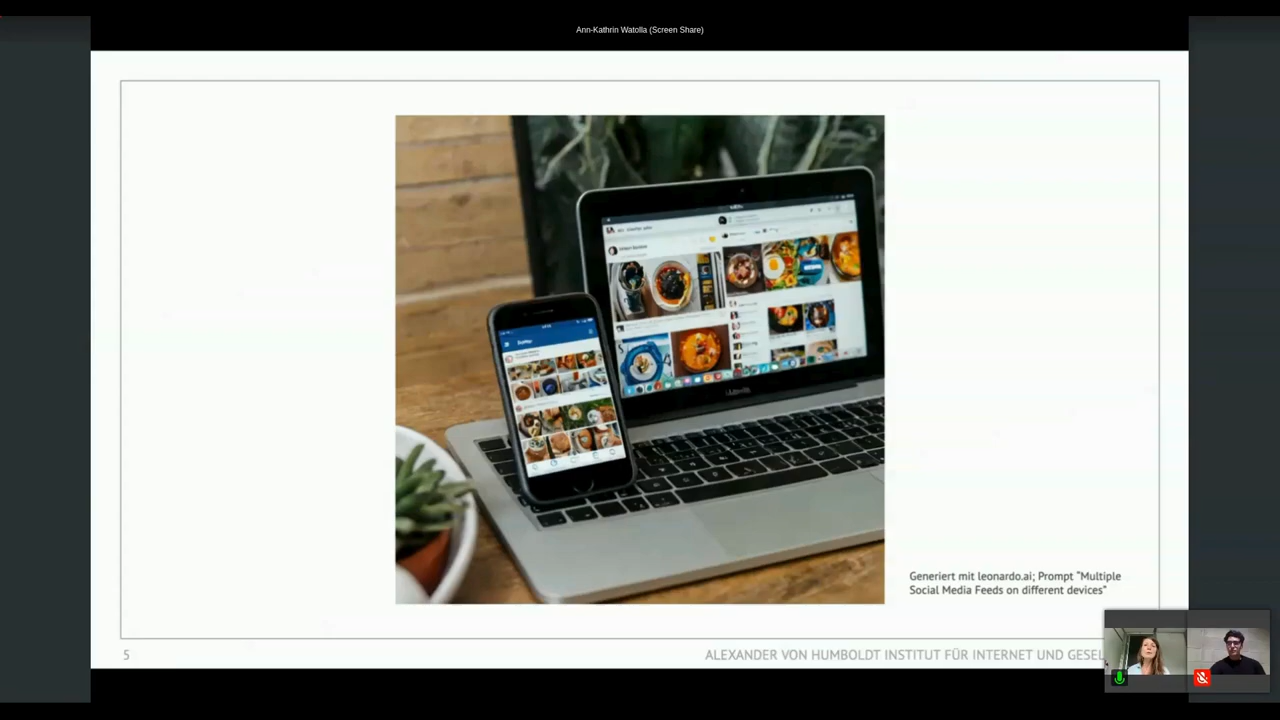 Ann-Kathrin Watolla (Screen Share)
Generiert mit leonardo.ai; Prompt "Multiple
Social Media Feeds on different devices"
5
ALEXANDER VON HUMBOLDT INSTITUT FÜR INTERNET UND GESEL